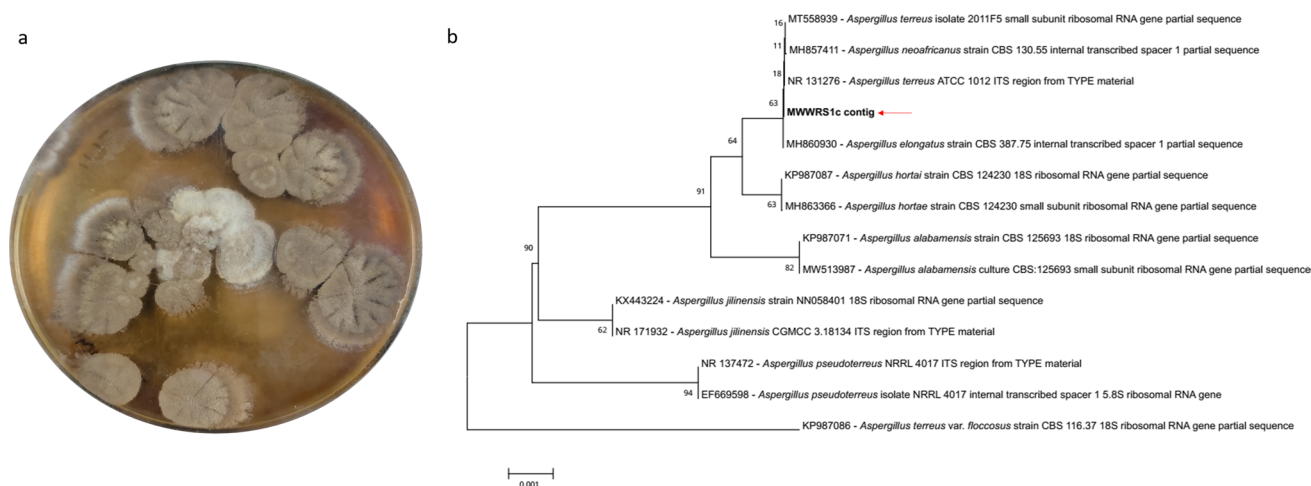 a
b
16
MT558939 - Aspergillus terreus isolate 2011F5 small subunit ribosomal RNA gene partial sequence
11
MH857411 - Aspergillus neoafricanus strain CBS 130.55 internal transcribed spacer 1 partial sequence
18
NR 131276 - Aspergillus terreus ATCC 1012 ITS region from TYPE material
63
MWWRS1c contig
64
MH860930 - Aspergillus elongatus strain CBS 387.75 internal transcribed spacer 1 partial sequence
KP987087 - Aspergillus hortai strain CBS 124230 18S ribosomal RNA gene partial sequence
91
63
MH863366 - Aspergillus hortae strain CBS 124230 small subunit ribosomal RNA gene partial sequence
KP987071 - Aspergillus alabamensis strain CBS 125693 18S ribosomal RNA gene partial sequence
90
82
MW513987 - Aspergillus alabamensis culture CBS:125693 small subunit ribosomal RNA gene partial sequence
KX443224 - Aspergillus jilinensis strain NN058401 18S ribosomal RNA gene partial sequence
62
NR 171932 - Aspergillus jilinensis CGMCC 3.18134 ITS region from TYPE material
NR 137472 - Aspergillus pseudoterreus NRRL 4017 ITS region from TYPE material
94
EF669598 - Aspergillus pseudoterreus isolate NRRL 4017 internal transcribed spacer 1 5.8S ribosomal RNA gene
KP987086 - Aspergillus terreus var. floccosus strain CBS 116.37 18S ribosomal RNA gene partial sequence
0.001